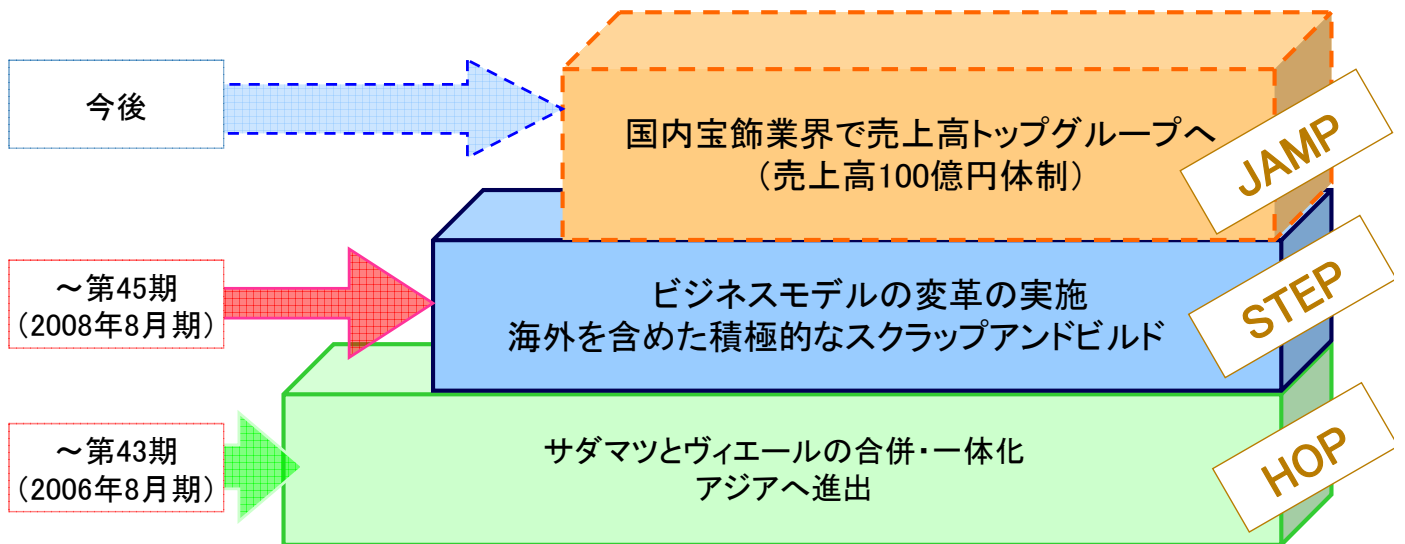 今後
国内宝飾業界で売上高トップグループへ
（売上高100億円体制）
JAMP
～第45期
（2008年8月期）
ビジネスモデルの変革の実施
海外を含めた積極的なスクラップアンドビルド
STEP
～第43期
（2006年8月期）
サダマツとヴィエールの合併・一体化
アジアへ進出
HOP